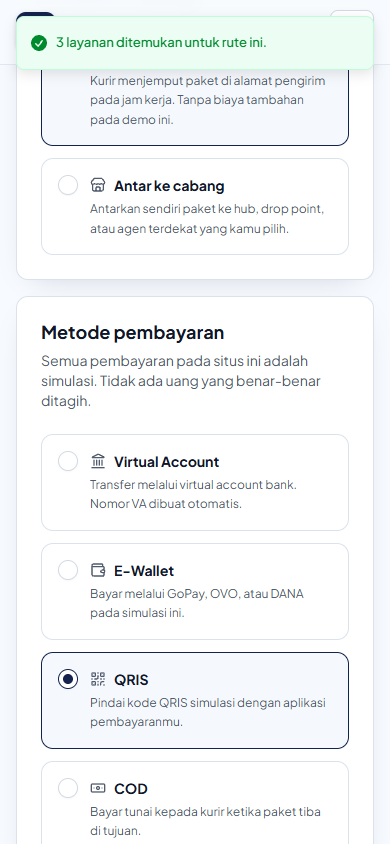 3 layanan ditemukan untuk rute ini.
Kurir menjemput paket di alamat pengirim
pada jam kerja. Tanpa biaya tambahan
pada demo ini.
Antar ke cabang
Antarkan sendiri paket ke hub, drop point,
atau agen terdekat yang kamu pilih.
Metode pembayaran
Semua pembayaran pada situs ini adalah
simulasi. Tidak ada uang yang benar-benar
ditagih.
Virtual Account
Transfer melalui virtual account bank.
Nomor VA dibuat otomatis.
E-Wallet
Bayar melalui GoPay, OVO, atau DANA
pada simulasi ini.
QRIS
Pindai kode QRIS simulasi dengan aplikasi
pembayaranmu.
COD
Bayar tunai kepada kurir ketika paket tiba
di tujuan.